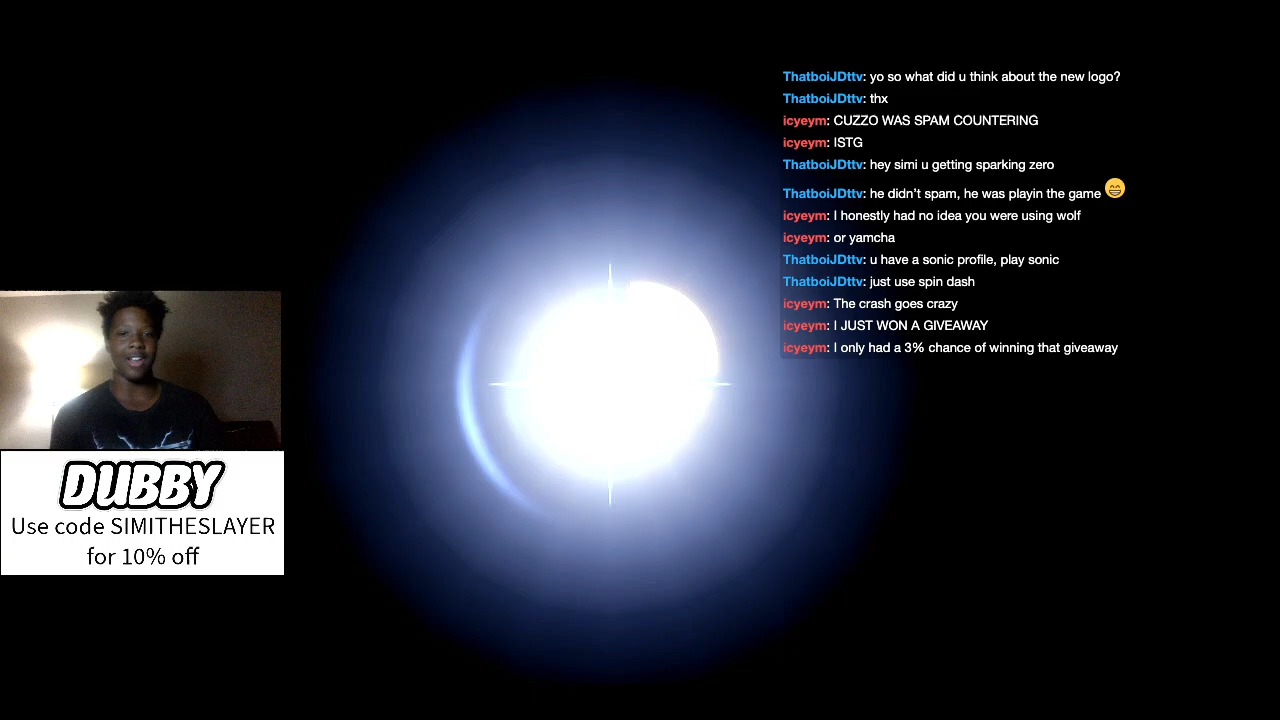 ThatboiJDttv: yo so what did u think about the new logo?
ThatboiJDttv: thx
icyeym: CUZZO WAS SPAM COUNTERING
icyeym: ISTG
ThatboiJDttv: hey simi u getting sparking zero
ThatboiJDttv: he didn't spam, he was playin the game 😄
icyeym: I honestly had no idea you were using wolf
icyeym: or yamcha
ThatboiJDttv: u have a sonic profile, play sonic
ThatboiJDttv: just use spin dash
icyeym: The crash goes crazy
icyeym: I JUST WON A GIVEAWAY
icyeym: I only had a 3% chance of winning that giveaway
DUBBY
Use code SIMITHESLAYER
for 10% off